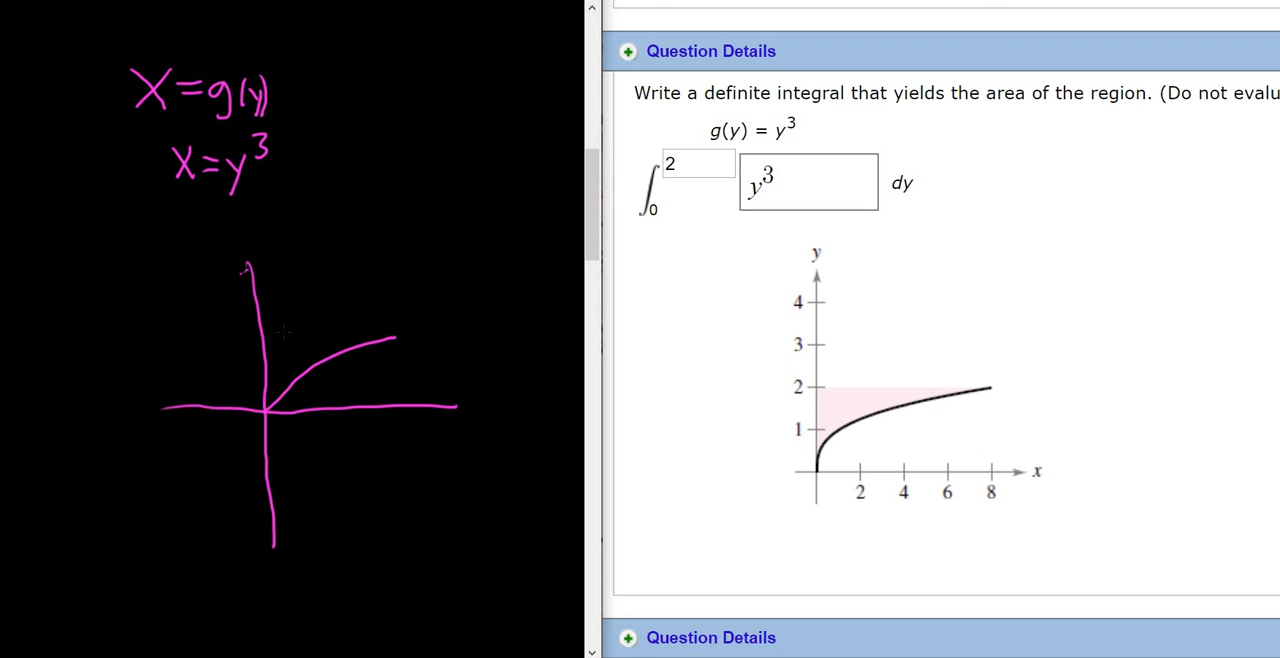 X=g(y)
x=y³
Question Details
Write a definite integral that yields the area of the region. (Do not evalu
g(y) = y³
∫₀ 2 y³ dy
y
4
3
2
1
2 4 6 8 x
Question Details